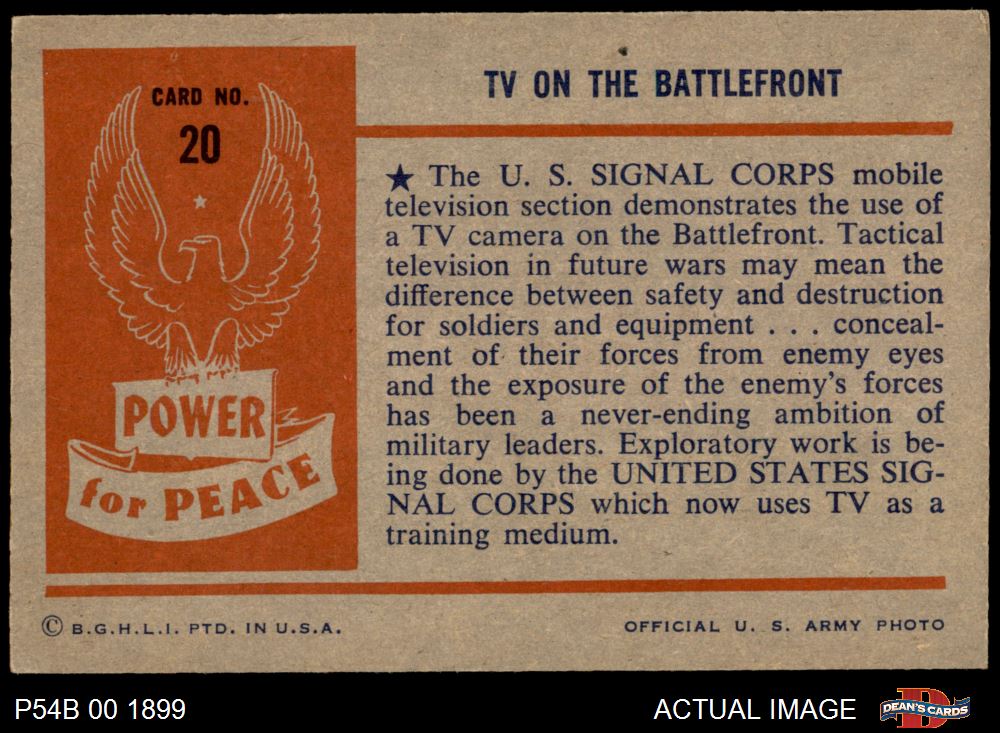 CARD NO.
20
POWER
for PEACE
TV ON THE BATTLEFRONT
★ The U. S. SIGNAL CORPS mobile
television section demonstrates the use of
a TV camera on the Battlefront. Tactical
television in future wars may mean the
difference between safety and destruction
for soldiers and equipment . . . conceal-
ment of their forces from enemy eyes
and the exposure of the enemy's forces
has been a never-ending ambition of
military leaders. Exploratory work is be-
ing done by the UNITED STATES SIG-
NAL CORPS which now uses TV as a
training medium.
© B.G.H.L.I. PTD. IN U.S.A.
OFFICIAL U. S. ARMY PHOTO
P54B 00 1899
ACTUAL IMAGE
D
DEAN'S CARDS